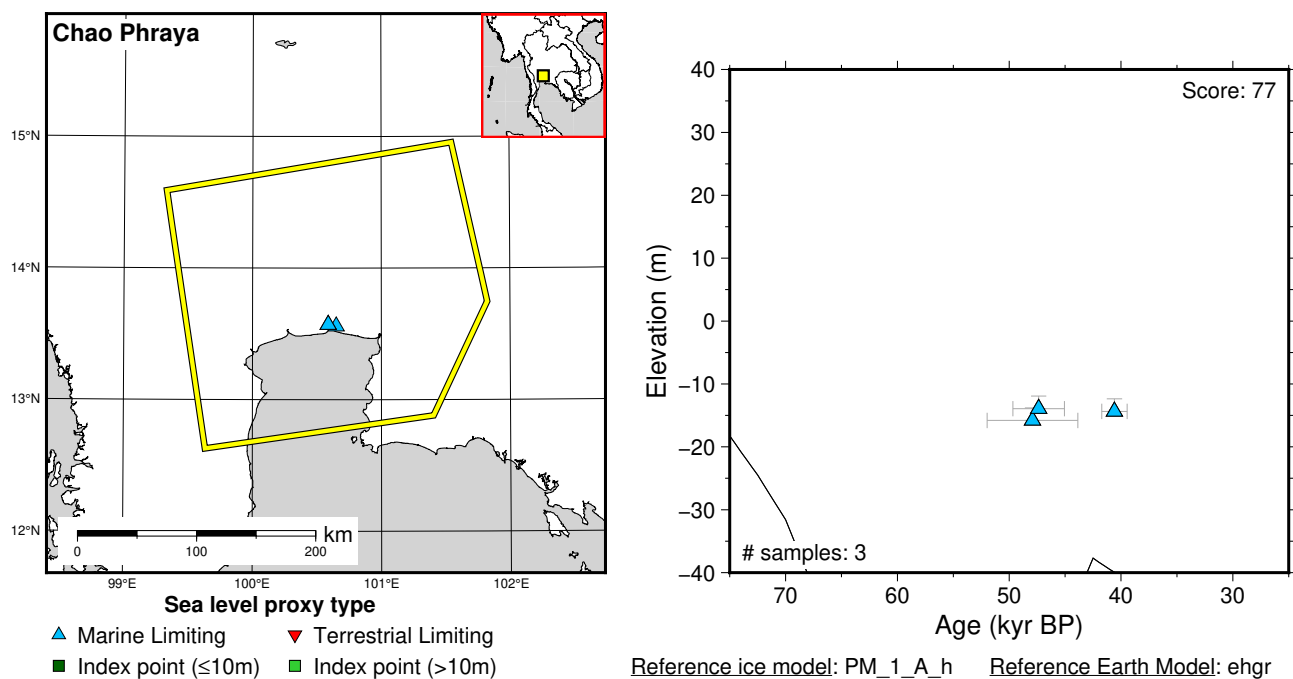 Chao Phraya
15°N
14°N
13°N
12°N
99°E
100°E
101°E
102°E
km
0
100
200
Sea level proxy type
Marine Limiting
Terrestrial Limiting
Index point (≤10m)
Index point (>10m)
Score: 77
40
30
20
10
0
−10
−20
−30
−40
Elevation (m)
# samples: 3
70
60
50
40
30
Age (kyr BP)
Reference ice model: PM_1_A_h
Reference Earth Model: ehgr